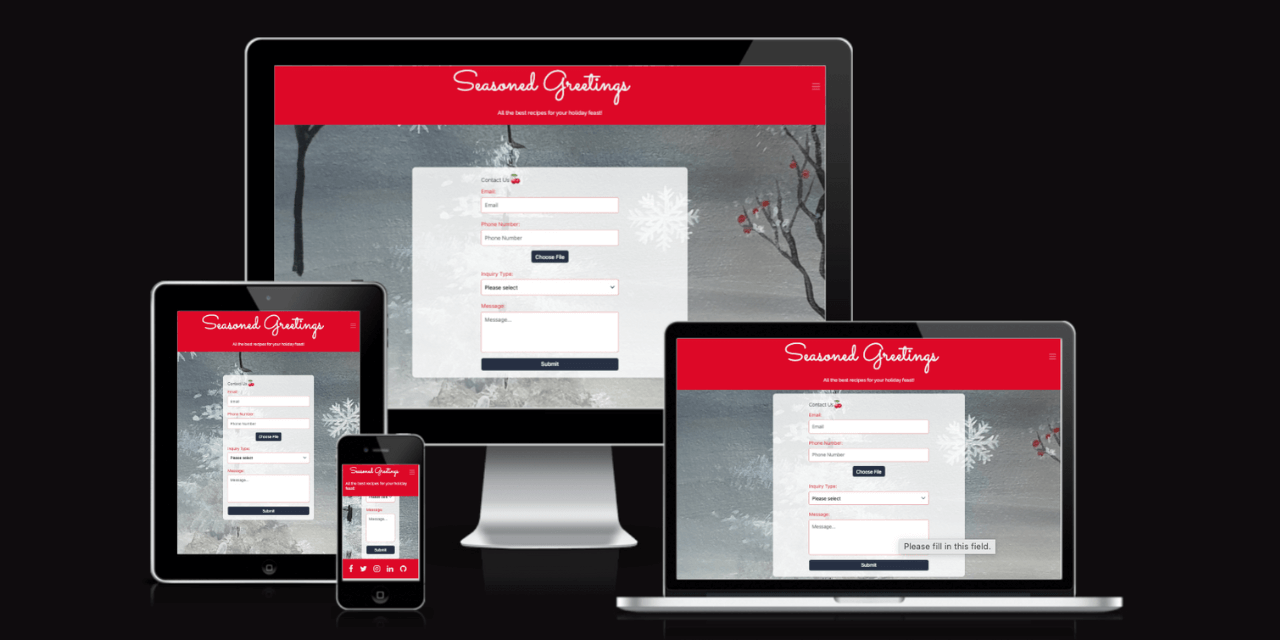 Seasoned Greetings
All the best recipes for your holiday feast!
Contact Us
Email:
Email
Phone Number:
Phone Number
Choose File
Inquiry Type:
Please select
Message:
Message...
Submit
Seasoned Greetings
All the best recipes for your holiday feast!
Contact Us
Email:
Email
Phone Number:
Phone Number
Choose File
Inquiry Type:
Please select
Message:
Message...
Submit
Seasoned Greetings
All the best recipes for your holiday
feast!
Message:
Message...
Submit
Seasoned Greetings
All the best recipes for your holiday feast!
Contact Us
Email:
Email
Phone Number:
Phone Number
Choose File
Inquiry Type:
Please select
Message:
Message...
Please fill in this field.
Submit